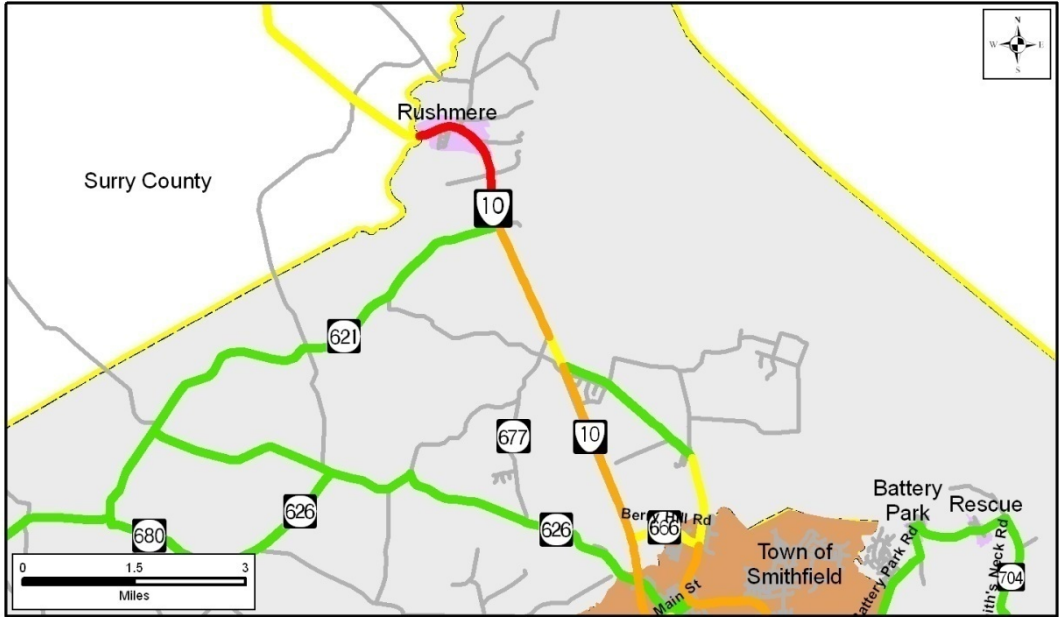 N
W E
S
Rushmere
Surry County
10
621
677
10
Battery
Park
Rescue
626
626
680
Berry Hill Rd
666
Town of
Smithfield
Main St
Battery Park Rd
ith's Neck Rd
704
0 1.5 3
Miles